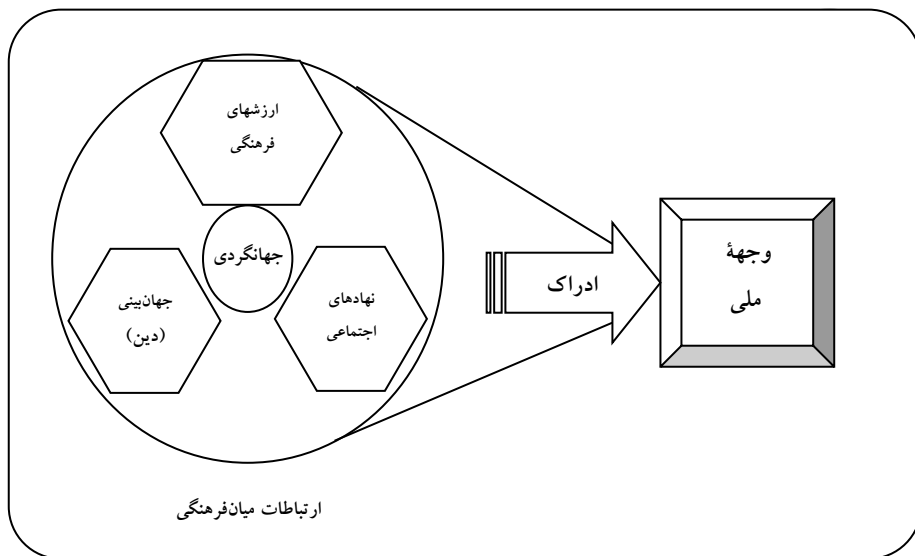 ارزشهای
فرهنگی
جهانگردی
نهادهای
اجتماعی
جهان‌بینی
(دین)
ادراک
وجههٔ
ملی
ارتباطات میان‌فرهنگی